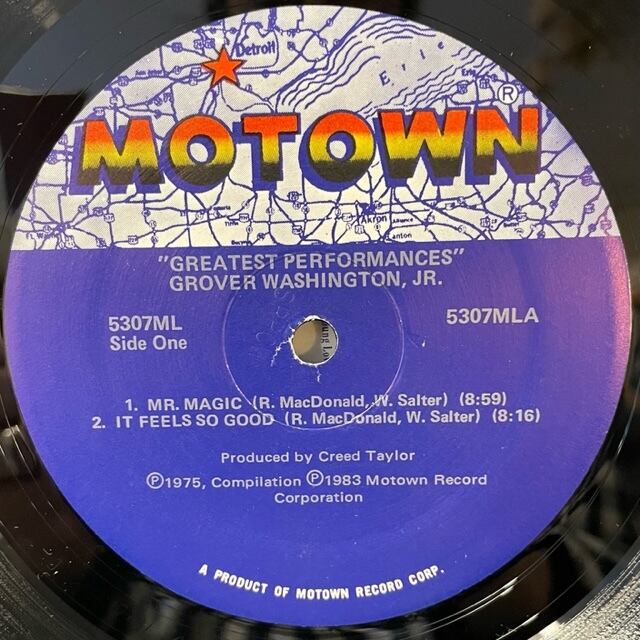 Detroit
Erie
Erie
MOTOWN®
Akron
Canton
"GREATEST PERFORMANCES"
GROVER WASHINGTON, JR.
5307ML 5307MLA
Side One
1. MR. MAGIC (R. MacDonald, W. Salter) (8:59)
2. IT FEELS SO GOOD (R. MacDonald, W. Salter) (8:16)
Produced by Creed Taylor
℗1975, Compilation ℗1983 Motown Record
Corporation
A PRODUCT OF MOTOWN RECORD CORP.